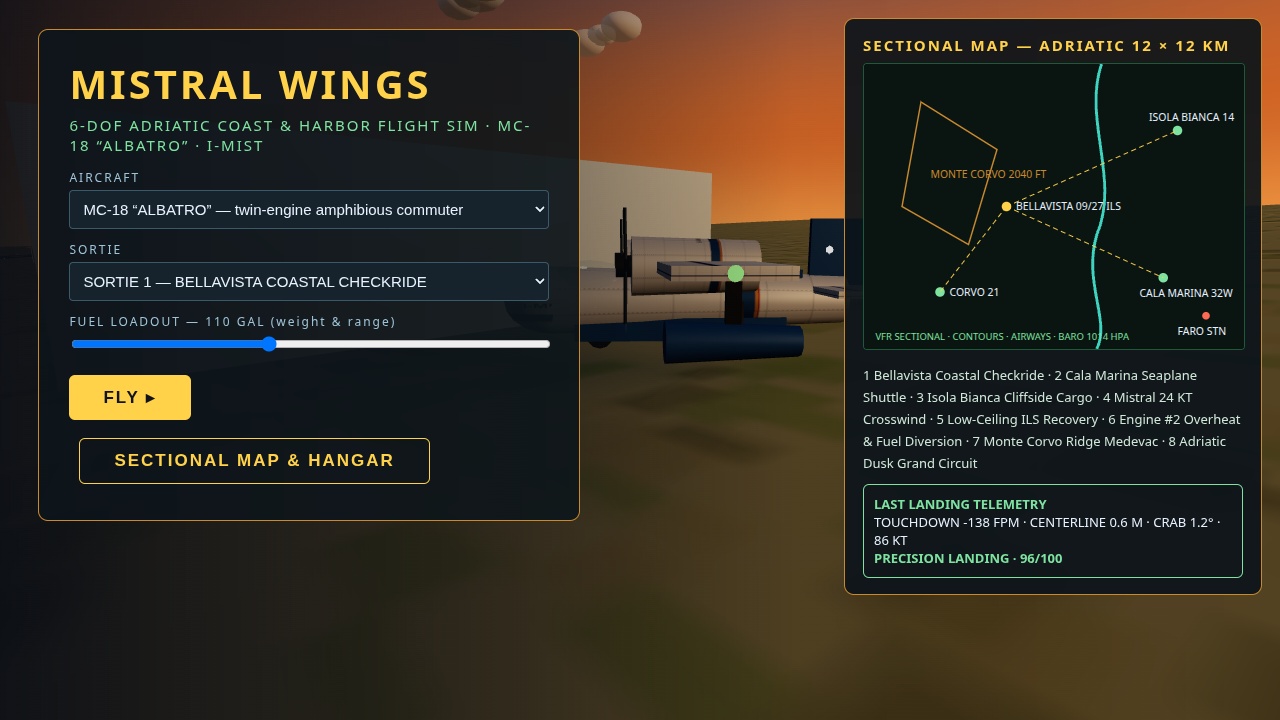 MISTRAL WINGS
6-DOF ADRIATIC COAST & HARBOR FLIGHT SIM · MC-
18 “ALBATRO” · I-MIST
AIRCRAFT
MC-18 “ALBATRO” — twin-engine amphibious commuter
SORTIE
SORTIE 1 — BELLAVISTA COASTAL CHECKRIDE
FUEL LOADOUT — 110 GAL (weight & range)
FLY ▸
SECTIONAL MAP & HANGAR
SECTIONAL MAP — ADRIATIC 12 × 12 KM
ISOLA BIANCA 14
MONTE CORVO 2040 FT
BELLAVISTA 09/27 ILS
CORVO 21
CALA MARINA 32W
FARO STN
VFR SECTIONAL · CONTOURS · AIRWAYS · BARO 1014 HPA
1 Bellavista Coastal Checkride · 2 Cala Marina Seaplane
Shuttle · 3 Isola Bianca Cliffside Cargo · 4 Mistral 24 KT
Crosswind · 5 Low-Ceiling ILS Recovery · 6 Engine #2 Overheat
& Fuel Diversion · 7 Monte Corvo Ridge Medevac · 8 Adriatic
Dusk Grand Circuit
LAST LANDING TELEMETRY
TOUCHDOWN -138 FPM · CENTERLINE 0.6 M · CRAB 1.2° ·
86 KT
PRECISION LANDING · 96/100